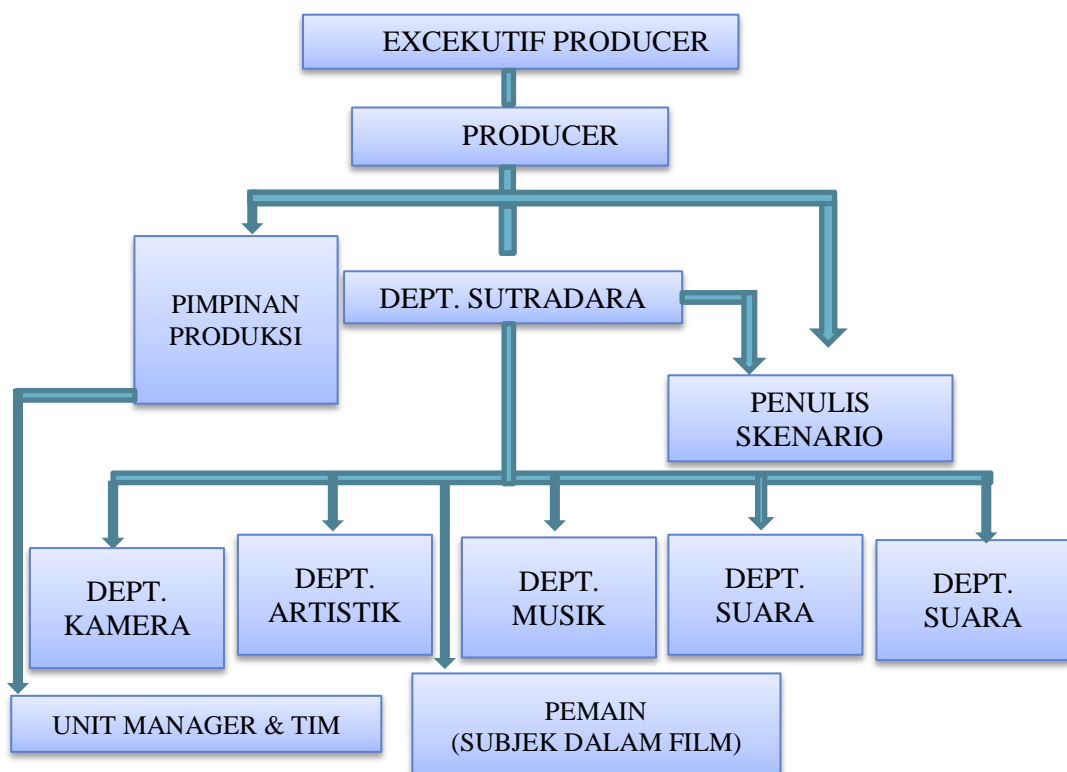 EXCEKUTIF PRODUCER
PRODUCER
PIMPINAN
PRODUKSI
DEPT. SUTRADARA
PENULIS
SKENARIO
DEPT.
KAMERA
DEPT.
ARTISTIK
DEPT.
MUSIK
DEPT.
SUARA
DEPT.
SUARA
UNIT MANAGER & TIM
PEMAIN
(SUBJEK DALAM FILM)